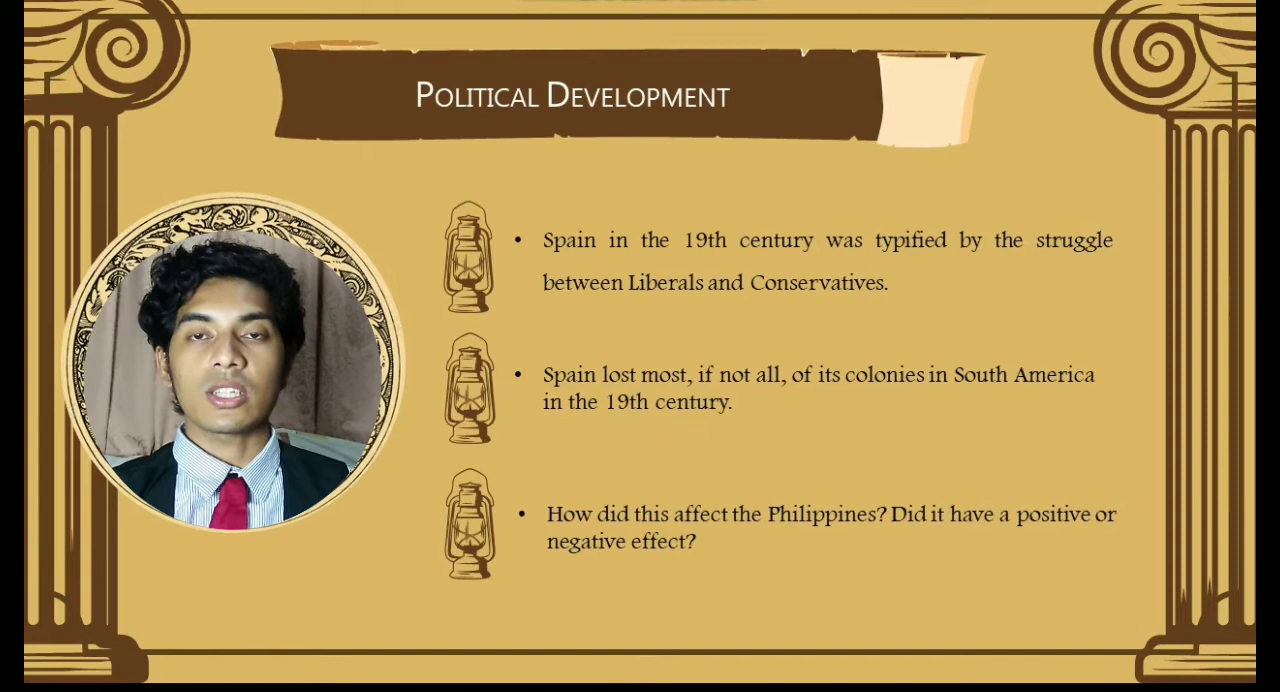 POLITICAL DEVELOPMENT
• Spain in the 19th century was typified by the struggle
between Liberals and Conservatives.
• Spain lost most, if not all, of its colonies in South America
in the 19th century.
• How did this affect the Philippines? Did it have a positive or
negative effect?